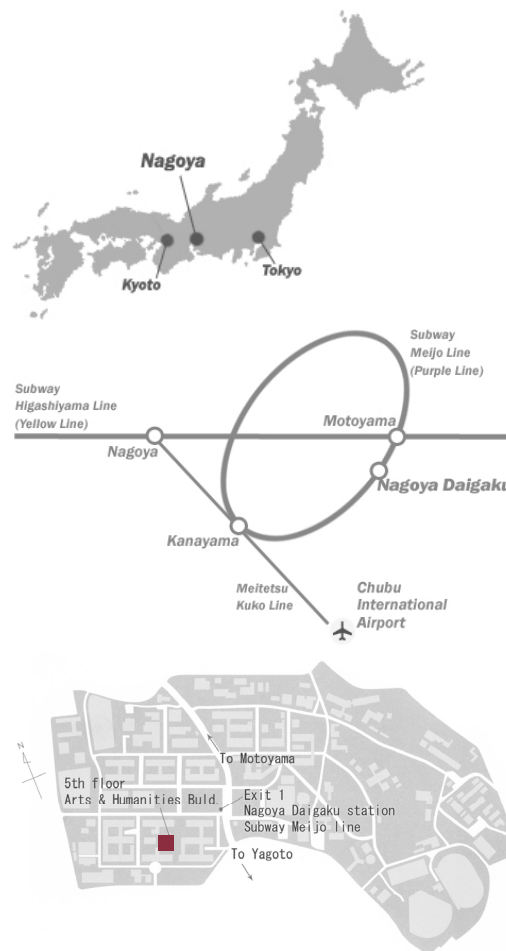 Nagoya
Kyoto
Tokyo
Subway
Meijo Line
(Purple Line)
Subway
Higashiyama Line
(Yellow Line)
Motoyama
Nagoya
Nagoya Daigaku
Kanayama
Meitetsu
Kuko Line
Chubu
International
Airport
N
To Motoyama
5th floor
Arts & Humanities Buld.
Exit 1
Nagoya Daigaku station
Subway Meijo line
To Yagoto